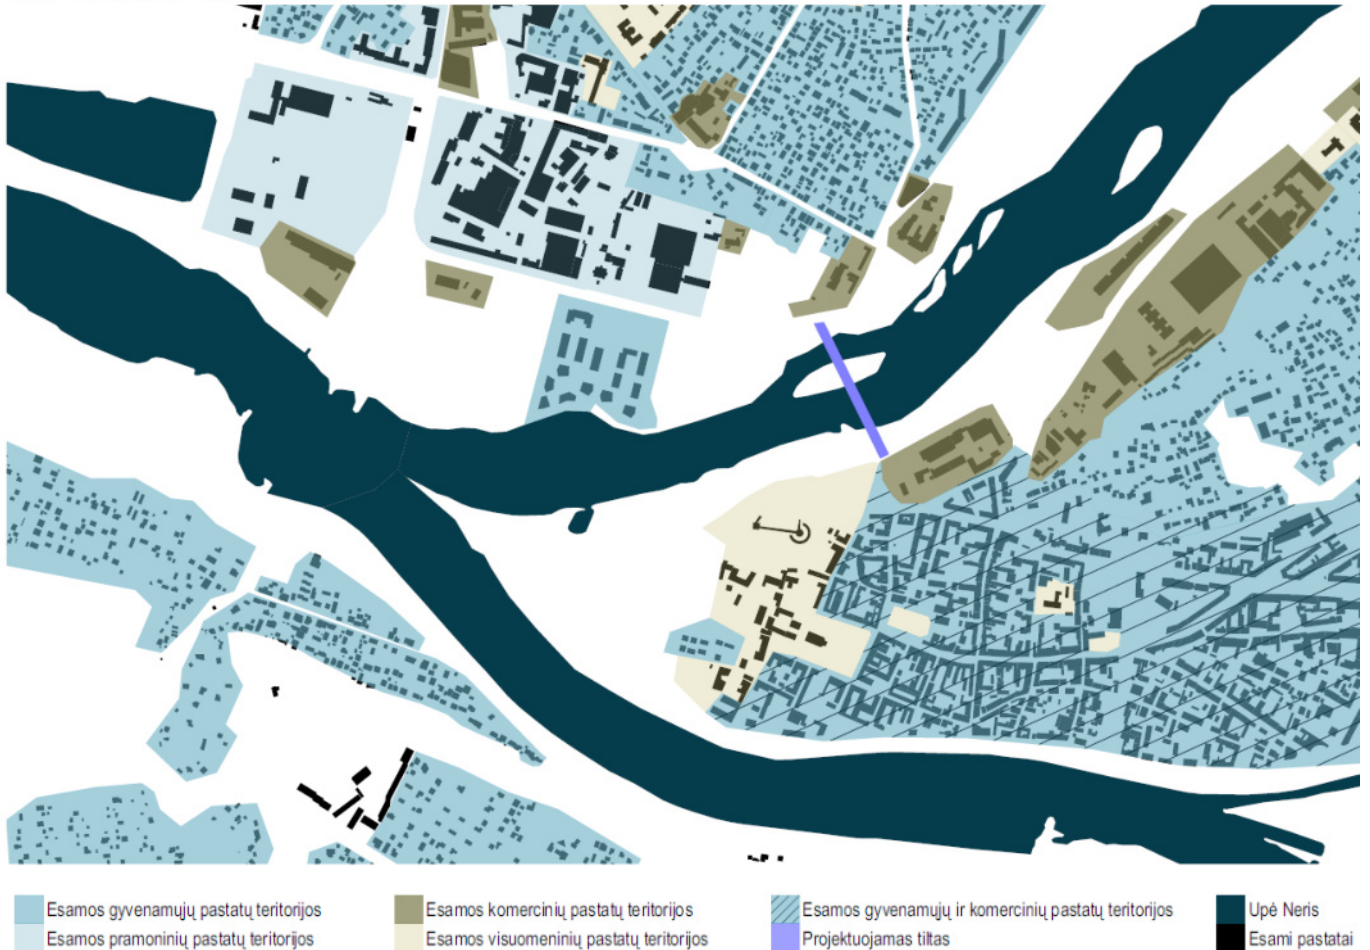 Esamos gyvenamųjų pastatų teritorijos
Esamos komercinių pastatų teritorijos
Esamos gyvenamųjų ir komercinių pastatų teritorijos
Upė Neris
Esamos pramoninių pastatų teritorijos
Esamos visuomeninių pastatų teritorijos
Projektuojamas tiltas
Esami pastatai